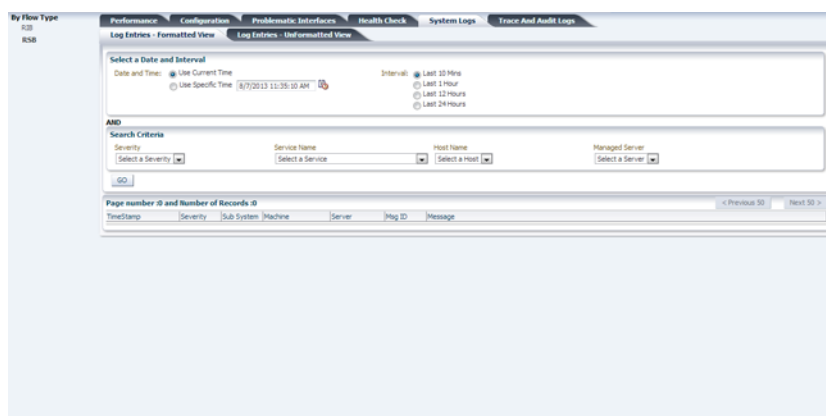 By Flow Type
RIB
RSB
Performance Configuration Problematic Interfaces Health Check System Logs Trace And Audit Logs
Log Entries - Formatted View Log Entries - UnFormatted View
Select a Date and Interval
Date and Time: Use Current Time Interval: Last 10 Mins
Use Specific Time 8/7/2013 11:35:10 AM Last 1 Hour
Last 12 Hours
Last 24 Hours
AND
Search Criteria
Severity Service Name Host Name Managed Server
Select a Severity Select a Service Select a Host Select a Server
GO
Page number :0 and Number of Records :0 < Previous 50 Next 50 >
TimeStamp Severity Sub System Machine Server Msg ID Message